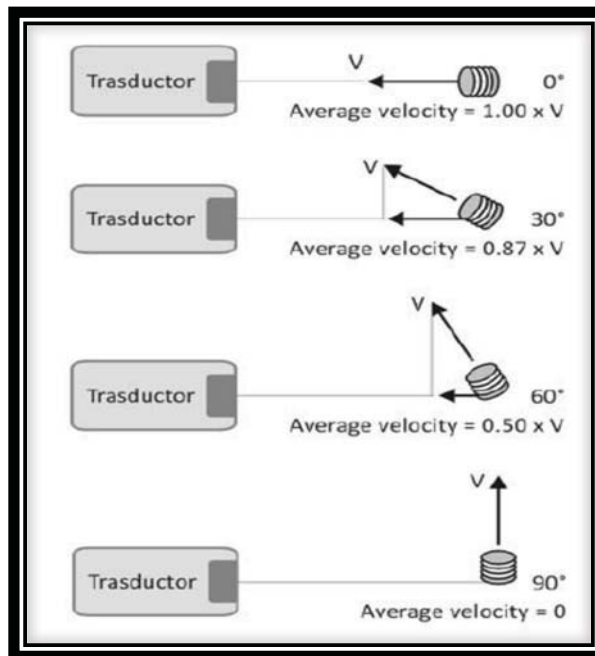 V
Trasductor
0°
Average velocity = 1.00 x V
V
Trasductor
30°
Average velocity = 0.87 x V
V
Trasductor
60°
Average velocity = 0.50 x V
V
Trasductor
90°
Average velocity = 0